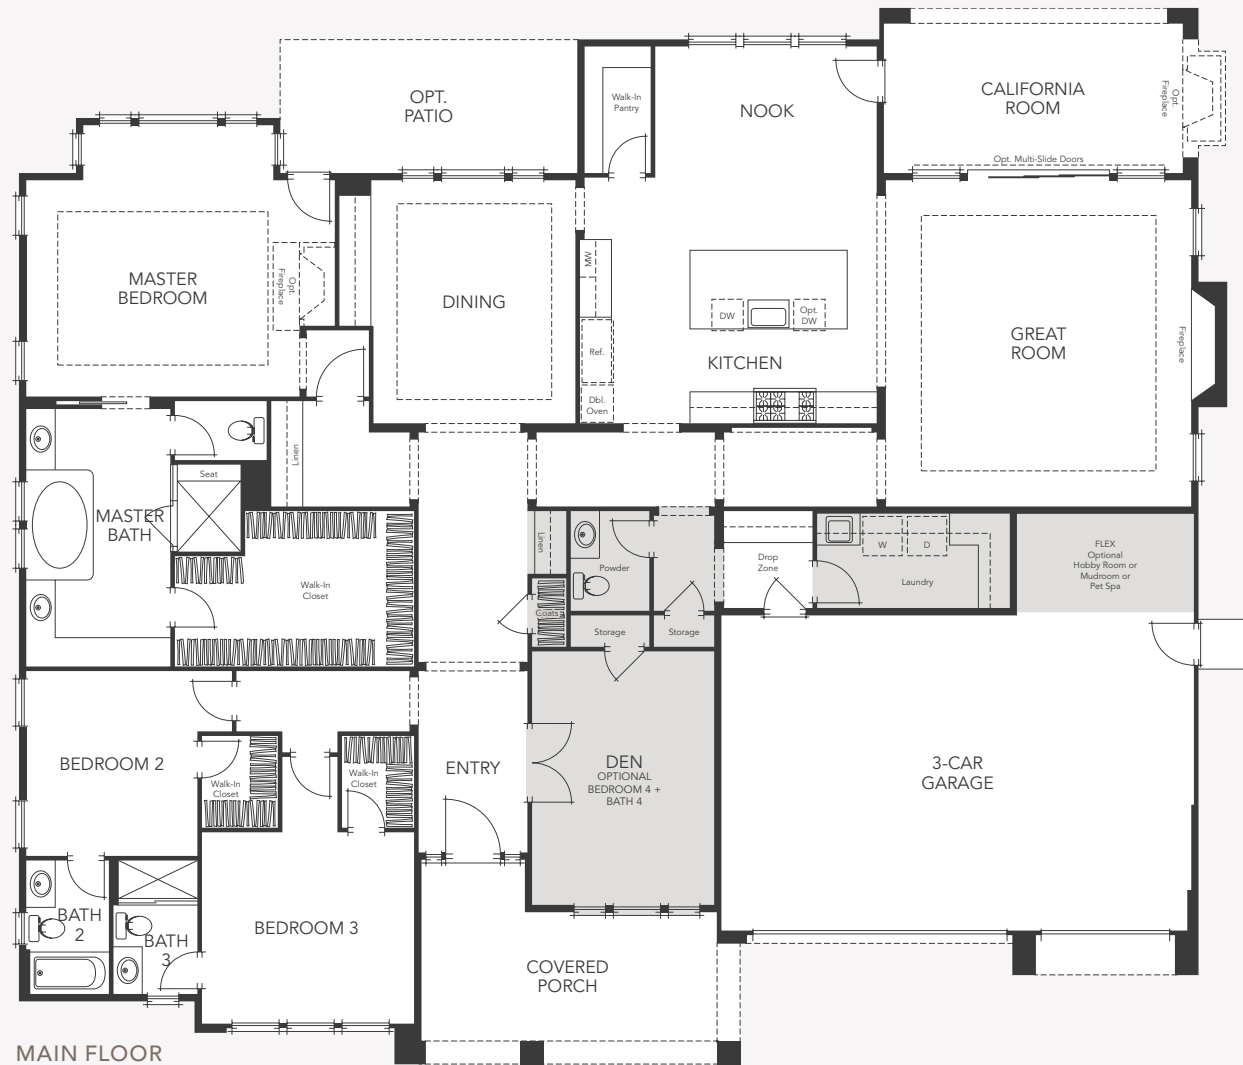 OPT.
PATIO
Walk-In
Pantry
NOOK
CALIFORNIA
ROOM
Opt.
Fireplace
Opt. Multi-Slide Doors
MASTER
BEDROOM
Opt.
Fireplace
DINING
MW
DW
Opt.
DW
Ref.
KITCHEN
Dbl.
Oven
GREAT
ROOM
Fireplace
Linen
Seat
MASTER
BATH
Walk-In
Closet
Linen
Powder
Coats
Storage
Storage
Drop
Zone
W
D
Laundry
FLEX
Optional
Hobby Room or
Mudroom or
Pet Spa
BEDROOM 2
Walk-In
Closet
Walk-In
Closet
ENTRY
DEN
OPTIONAL
BEDROOM 4 +
BATH 4
3-CAR
GARAGE
BATH
2
BATH
3
BEDROOM 3
COVERED
PORCH
MAIN FLOOR